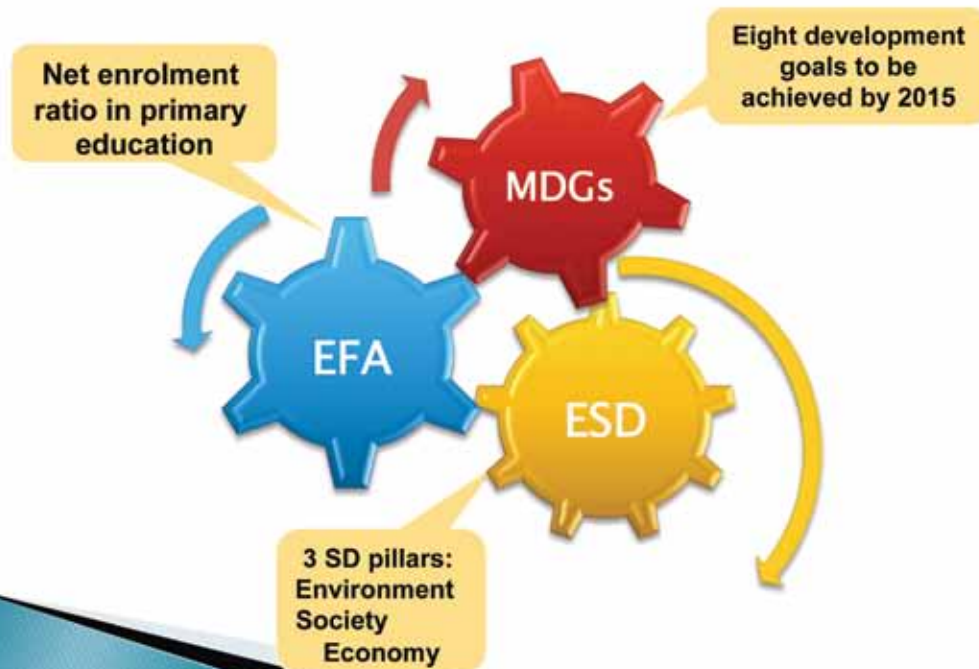 Net enrolment
ratio in primary
education
Eight development
goals to be
achieved by 2015
MDGs
EFA
ESD
3 SD pillars:
Environment
Society
Economy